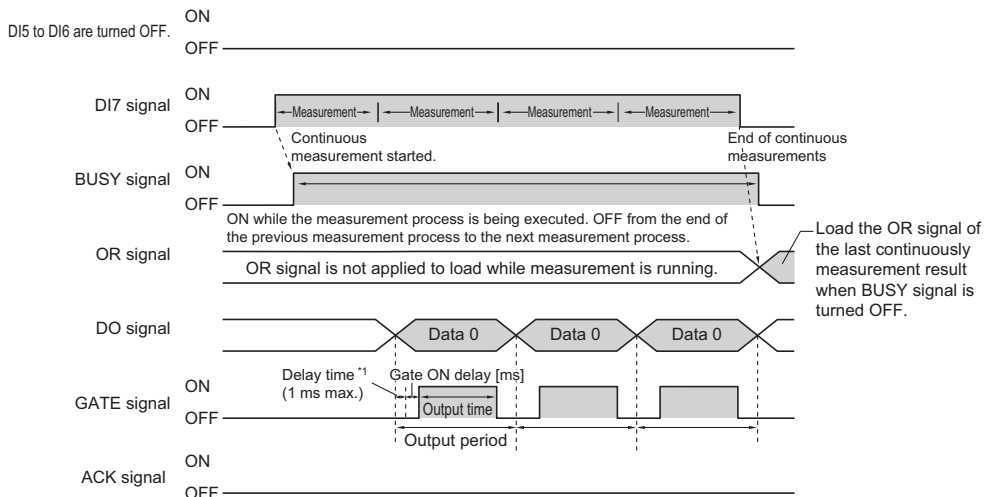 DI5 to DI6 are turned OFF.
ON
OFF
DI7 signal
ON
OFF
Measurement
Measurement
Measurement
Measurement
Continuous
measurement started.
End of continuous
measurements
BUSY signal
ON
OFF
ON while the measurement process is being executed. OFF from the end of
the previous measurement process to the next measurement process.
OR signal
OR signal is not applied to load while measurement is running.
Load the OR signal of
the last continuously
measurement result
when BUSY signal is
turned OFF.
DO signal
Data 0
Data 0
Data 0
Delay time *1
(1 ms max.)
Gate ON delay [ms]
GATE signal
ON
OFF
Output time
Output period
ACK signal
ON
OFF